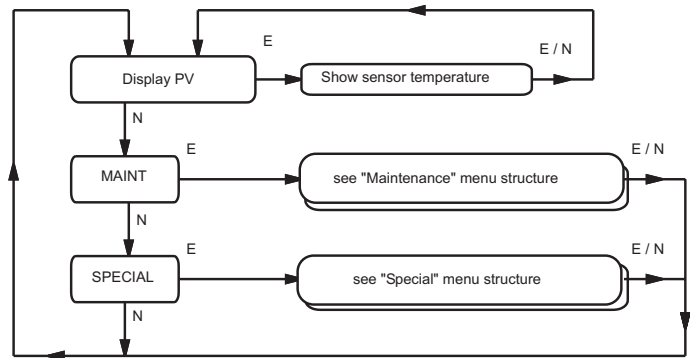 E
E / N
Display PV
Show sensor temperature
N
E
E / N
MAINT
see "Maintenance" menu structure
N
E
E / N
SPECIAL
see "Special" menu structure
N